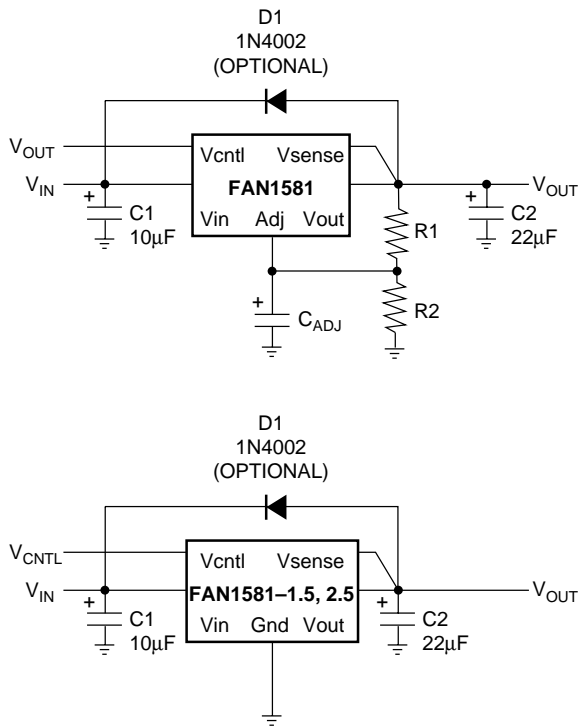 D1
1N4002
(OPTIONAL)
VOUT
Vcntl Vsense
VIN
FAN1581
VOUT
+ C1
10μF
Vin Adj Vout
+ C2
22μF
R1
+ CADJ
R2
D1
1N4002
(OPTIONAL)
VCNTL
Vcntl Vsense
VIN
FAN1581–1.5, 2.5
VOUT
+ C1
10μF
Vin Gnd Vout
+ C2
22μF